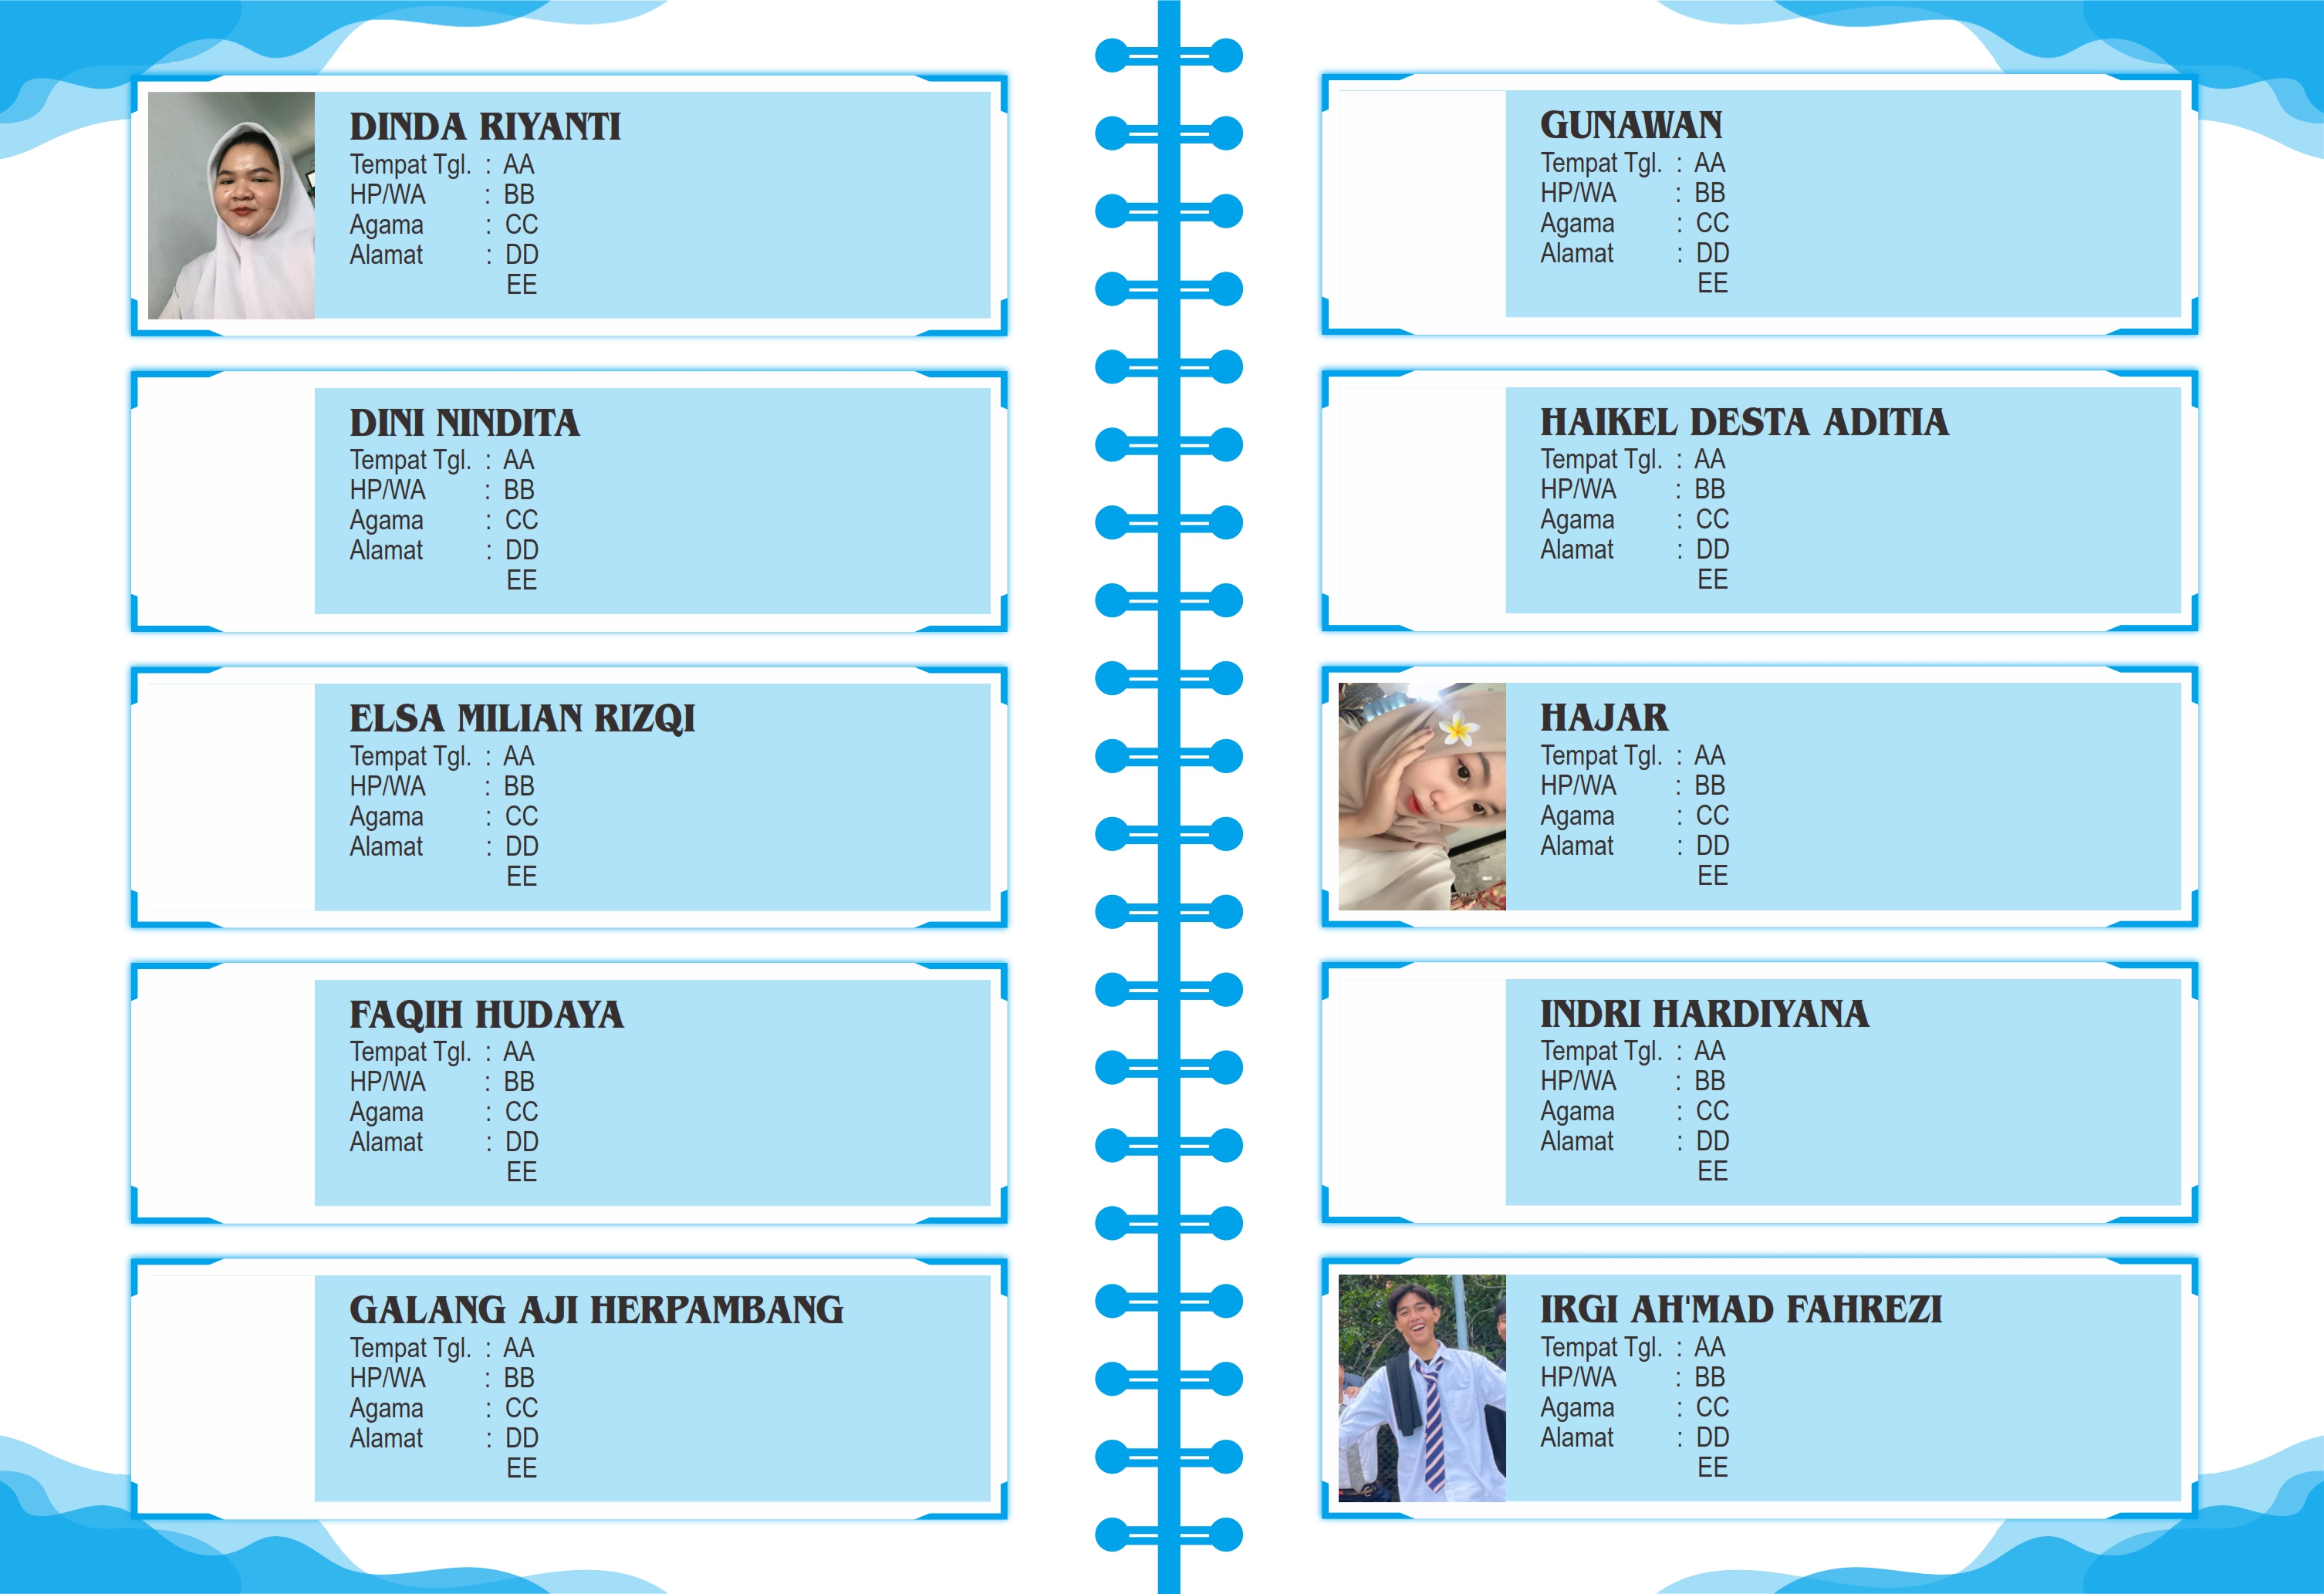 DINDA RIYANTI
Tempat Tgl. : AA
HP/WA : BB
Agama : CC
Alamat : DD
EE
DINI NINDITA
Tempat Tgl. : AA
HP/WA : BB
Agama : CC
Alamat : DD
EE
ELSA MILIAN RIZQI
Tempat Tgl. : AA
HP/WA : BB
Agama : CC
Alamat : DD
EE
FAQIH HUDAYA
Tempat Tgl. : AA
HP/WA : BB
Agama : CC
Alamat : DD
EE
GALANG AJI HERPAMBANG
Tempat Tgl. : AA
HP/WA : BB
Agama : CC
Alamat : DD
EE
GUNAWAN
Tempat Tgl. : AA
HP/WA : BB
Agama : CC
Alamat : DD
EE
HAIKEL DESTA ADITIA
Tempat Tgl. : AA
HP/WA : BB
Agama : CC
Alamat : DD
EE
HAJAR
Tempat Tgl. : AA
HP/WA : BB
Agama : CC
Alamat : DD
EE
INDRI HARDIYANA
Tempat Tgl. : AA
HP/WA : BB
Agama : CC
Alamat : DD
EE
IRGI AH'MAD FAHREZI
Tempat Tgl. : AA
HP/WA : BB
Agama : CC
Alamat : DD
EE